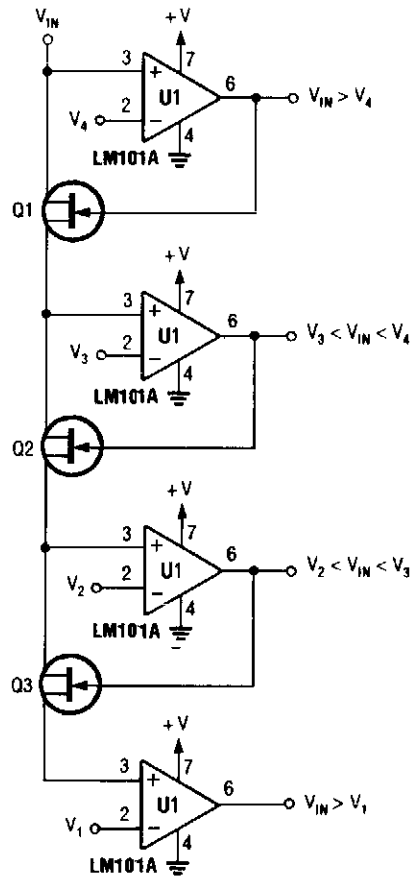 V_IN
+V
3 + 7
U1 6 V_IN > V_4
V_4 2 − 4
LM101A
Q1
+V
3 + 7
U1 6 V_3 < V_IN < V_4
V_3 2 − 4
LM101A
Q2
+V
3 + 7
U1 6 V_2 < V_IN < V_3
V_2 2 − 4
LM101A
Q3
+V
3 + 7
U1 6 V_IN > V_1
V_1 2 − 4
LM101A